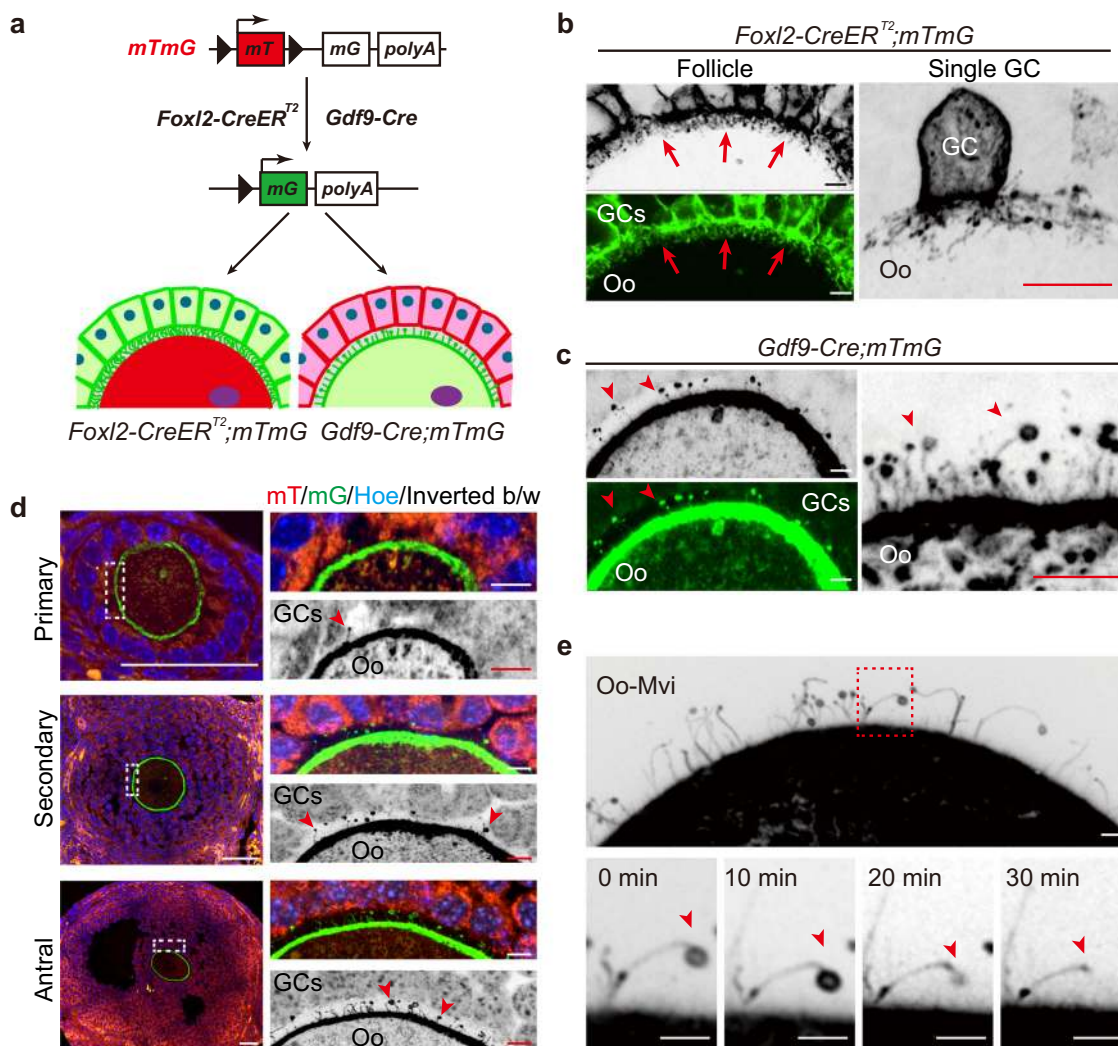 a
mTmG
mT
mG
polyA
Foxl2-CreER^T2
Gdf9-Cre
mG
polyA
Foxl2-CreER^T2;mTmG
Gdf9-Cre;mTmG
b
Foxl2-CreER^T2;mTmG
Follicle
Single GC
GCs
Oo
GC
Oo
c
Gdf9-Cre;mTmG
GCs
Oo
Oo
d
mT/mG/Hoe/Inverted b/w
Primary
GCs
Oo
Secondary
GCs
Oo
Antral
GCs
Oo
e
Oo-Mvi
0 min
10 min
20 min
30 min